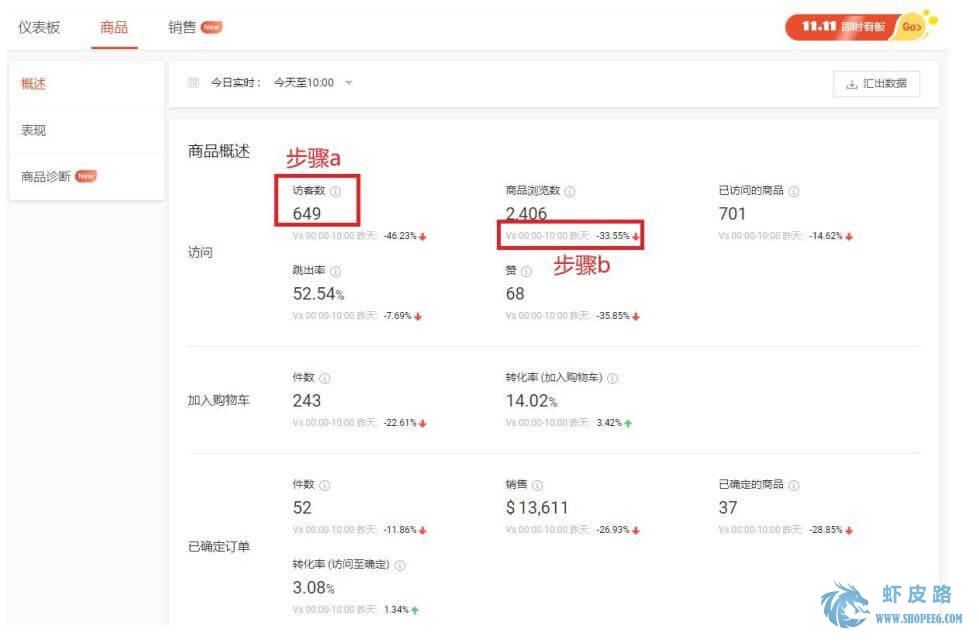 仪表板 商品 销售 New 11.11 即时看板 Go>
概述 今日实时： 今天至10:00 汇出数据
表现
商品诊断 New
商品概述 步骤a
访客数 商品浏览数 已访问的商品
649 2,406 701
Vs 00:00-10:00 昨天: -46.23% Vs 00:00-10:00 昨天: -33.55% Vs 00:00-10:00 昨天: -14.62%
访问
步骤b
跳出率 赞
52.54% 68
Vs 00:00-10:00 昨天: -7.69% Vs 00:00-10:00 昨天: -35.85%
件数 转化率 (加入购物车)
加入购物车 243 14.02%
Vs 00:00-10:00 昨天: -22.61% Vs 00:00-10:00 昨天: 3.42%
件数 销售 已确定的商品
52 $ 13,611 37
Vs 00:00-10:00 昨天: -11.86% Vs 00:00-10:00 昨天: -26.93% Vs 00:00-10:00 昨天: -28.85%
已确定订单
转化率 (访问至确定)
3.08%
Vs 00:00-10:00 昨天: 1.34%
虾皮路
WWW.SHOPEE6.COM